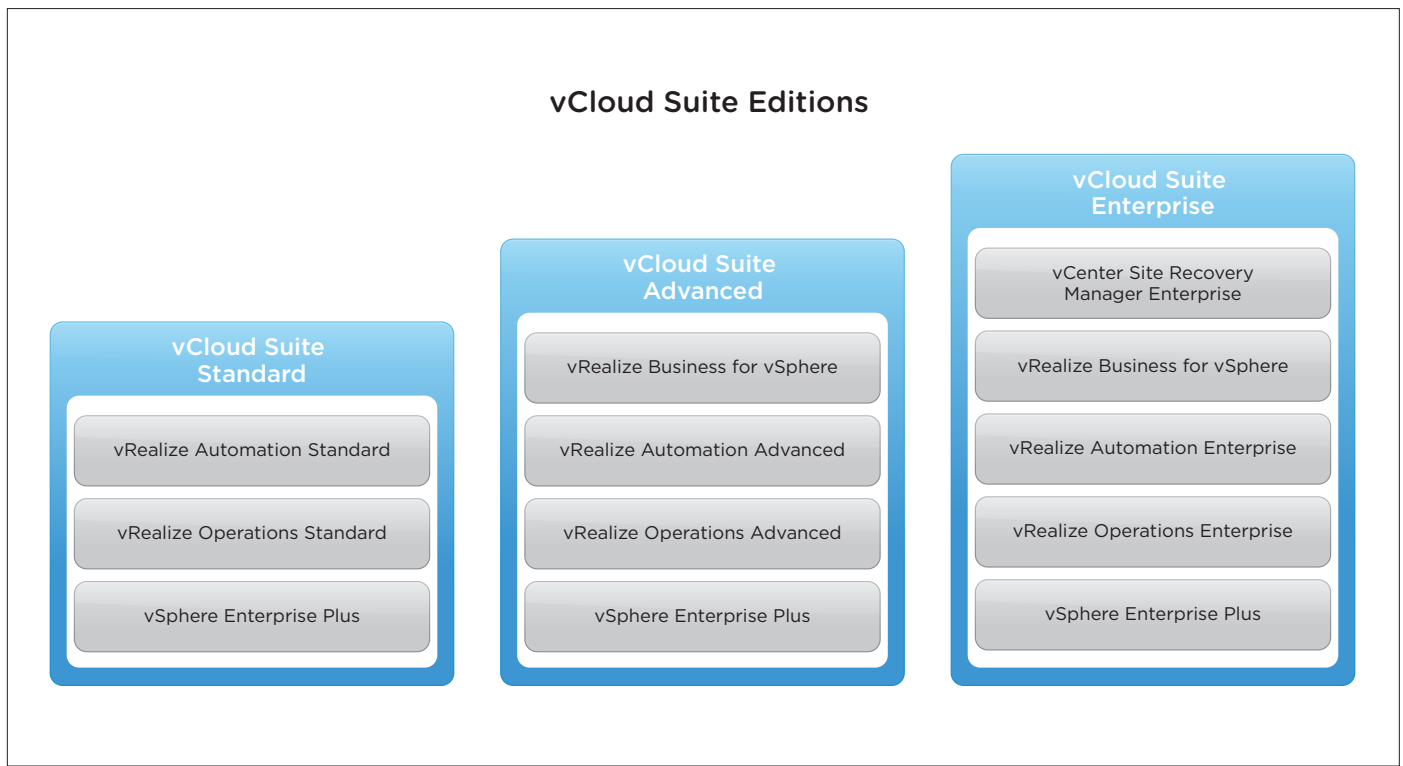 vCloud Suite Editions
vCloud Suite
Standard
vRealize Automation Standard
vRealize Operations Standard
vSphere Enterprise Plus
vCloud Suite
Advanced
vRealize Business for vSphere
vRealize Automation Advanced
vRealize Operations Advanced
vSphere Enterprise Plus
vCloud Suite
Enterprise
vCenter Site Recovery
Manager Enterprise
vRealize Business for vSphere
vRealize Automation Enterprise
vRealize Operations Enterprise
vSphere Enterprise Plus